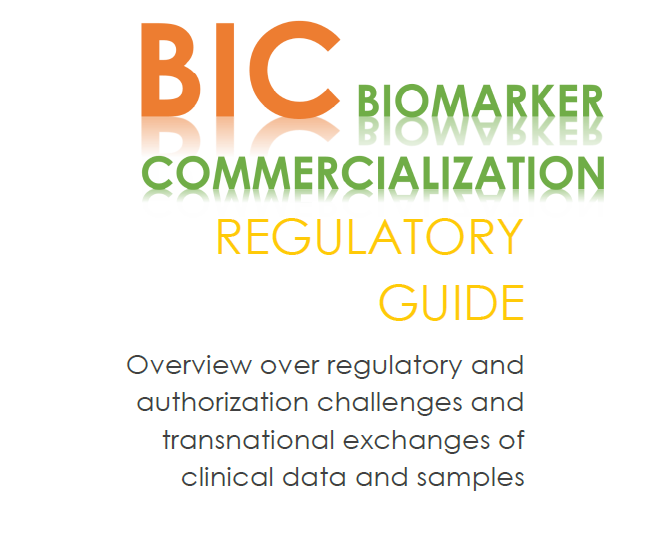 BIC BIOMARKER
COMMERCIALIZATION
REGULATORY
GUIDE
Overview over regulatory and
authorization challenges and
transnational exchanges of
clinical data and samples